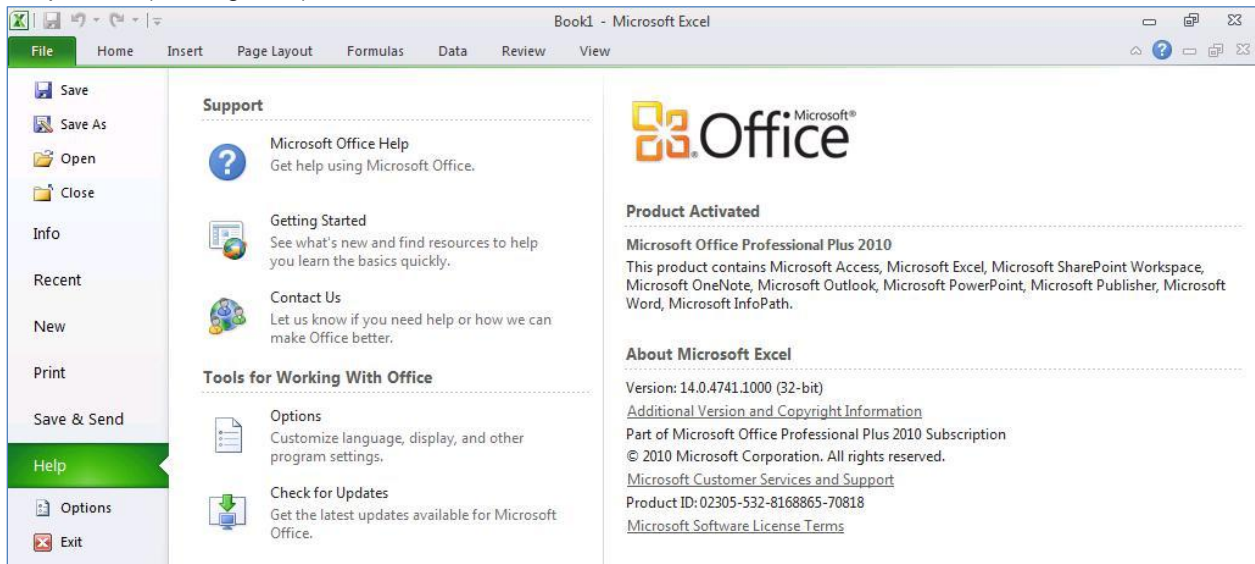 Book1 - Microsoft Excel
File Home Insert Page Layout Formulas Data Review View
Save
Save As
Open
Close
Info
Recent
New
Print
Save & Send
Help
Options
Exit
Support
Microsoft Office Help
Get help using Microsoft Office.
Getting Started
See what's new and find resources to help
you learn the basics quickly.
Contact Us
Let us know if you need help or how we can
make Office better.
Tools for Working With Office
Options
Customize language, display, and other
program settings.
Check for Updates
Get the latest updates available for Microsoft
Office.
Microsoft®
Office
Product Activated
Microsoft Office Professional Plus 2010
This product contains Microsoft Access, Microsoft Excel, Microsoft SharePoint Workspace,
Microsoft OneNote, Microsoft Outlook, Microsoft PowerPoint, Microsoft Publisher, Microsoft
Word, Microsoft InfoPath.
About Microsoft Excel
Version: 14.0.4741.1000 (32-bit)
Additional Version and Copyright Information
Part of Microsoft Office Professional Plus 2010 Subscription
© 2010 Microsoft Corporation. All rights reserved.
Microsoft Customer Services and Support
Product ID: 02305-532-8168865-70818
Microsoft Software License Terms